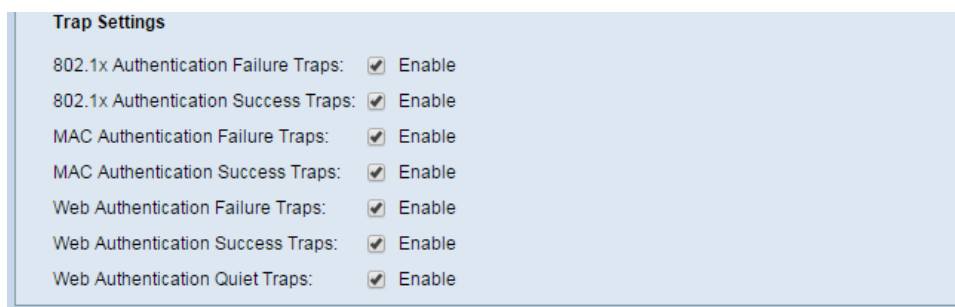 Trap Settings
802.1x Authentication Failure Traps: Enable
802.1x Authentication Success Traps: Enable
MAC Authentication Failure Traps: Enable
MAC Authentication Success Traps: Enable
Web Authentication Failure Traps: Enable
Web Authentication Success Traps: Enable
Web Authentication Quiet Traps: Enable